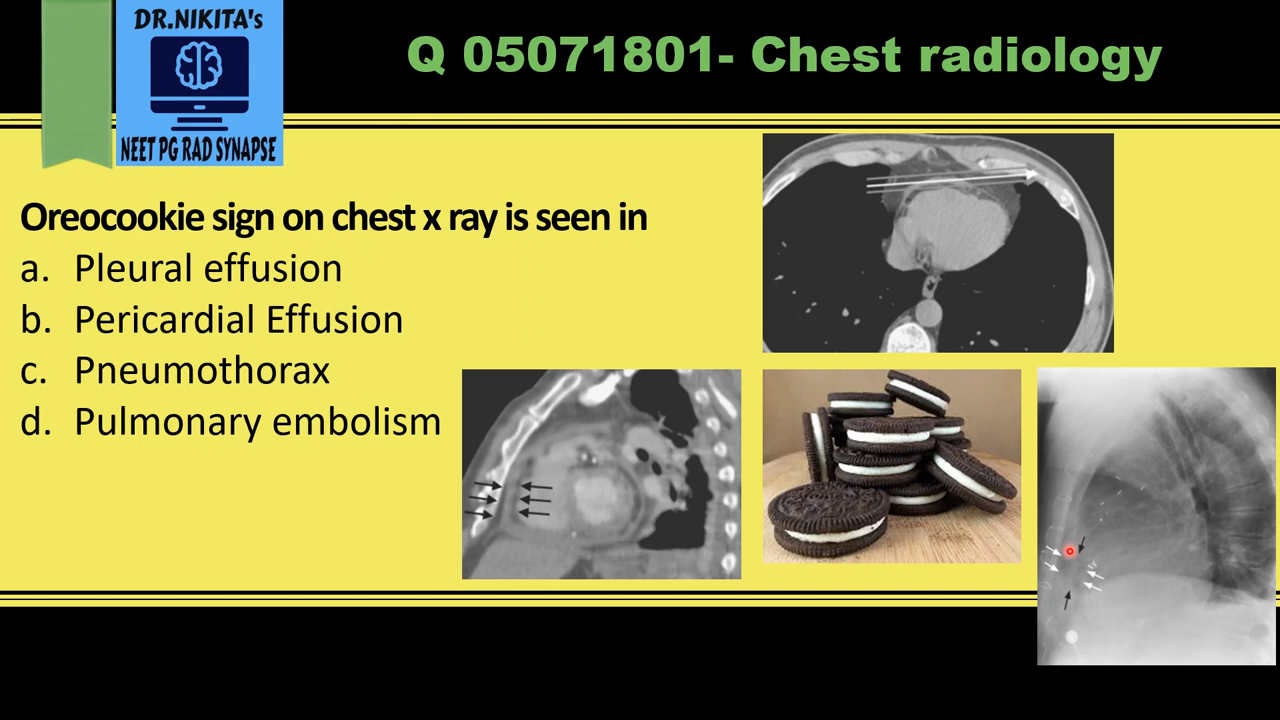 DR.NIKITA's
NEET PG RAD SYNAPSE
Q 05071801- Chest radiology
Oreocookie sign on chest x ray is seen in
a. Pleural effusion
b. Pericardial Effusion
c. Pneumothorax
d. Pulmonary embolism